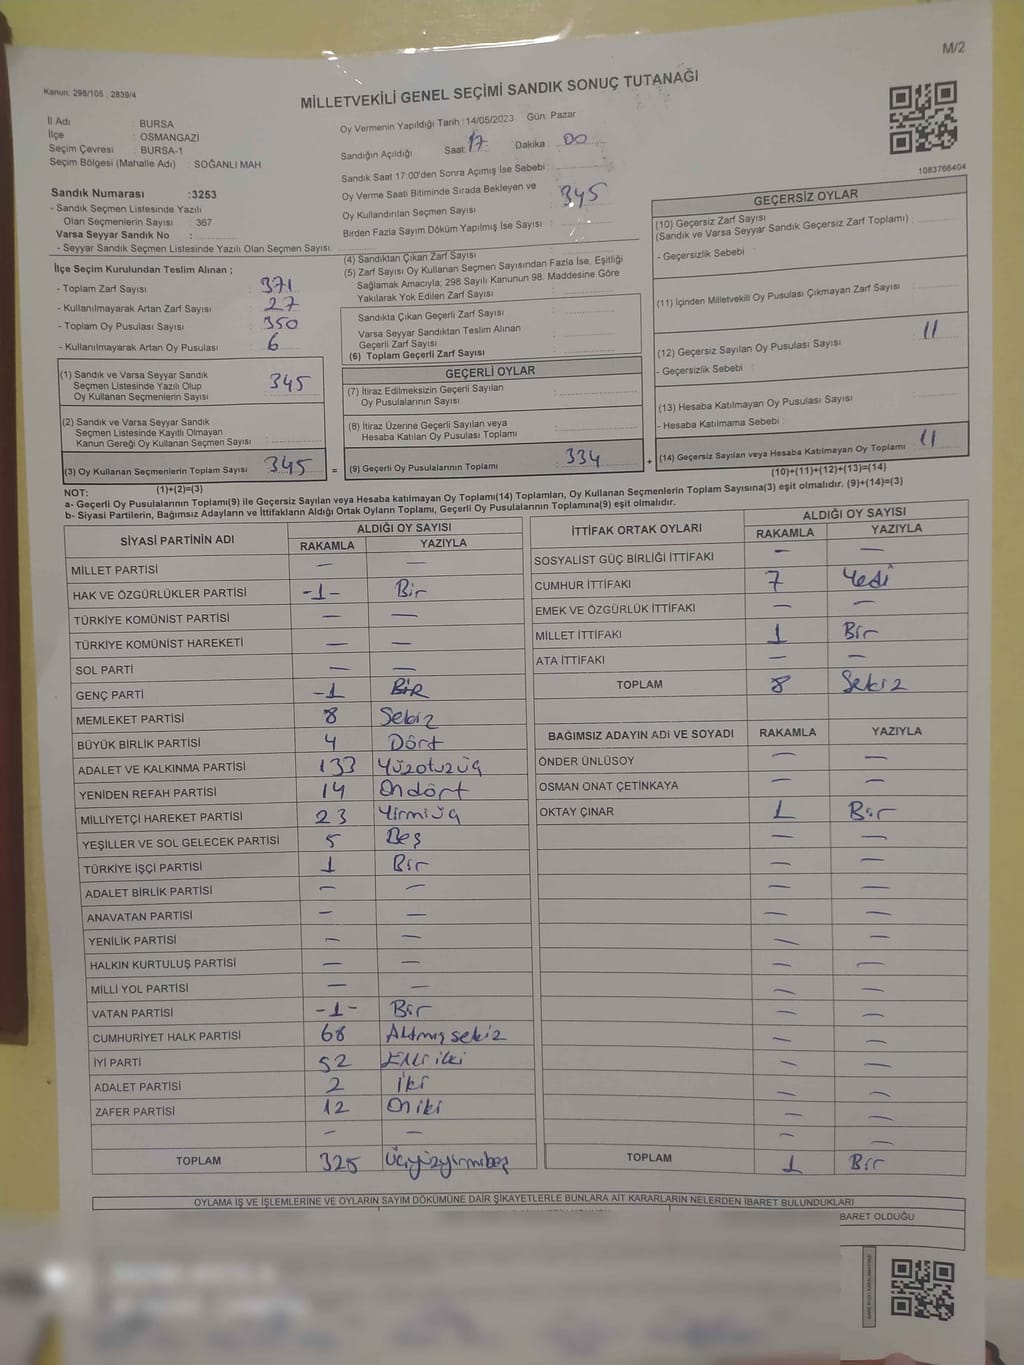 M/2
Kanun: 298/105 , 2839/4
MİLLETVEKİLİ GENEL SEÇİMİ SANDIK SONUÇ TUTANAĞI
İl Adı : BURSA
İlçe : OSMANGAZİ
Seçim Çevresi : BURSA-1
Seçim Bölgesi (Mahalle Adı) : SOĞANLI MAH.
Sandık Numarası :3253
- Sandık Seçmen Listesinde Yazılı
Olan Seçmenlerin Sayısı : 367
Varsa Seyyar Sandık No :
- Seyyar Sandık Seçmen Listesinde Yazılı Olan Seçmen Sayısı:
Oy Vermenin Yapıldığı Tarih :14/05/2023 Gün: Pazar
Sandığın Açıldığı Saat: 17 Dakika : 00
Sandık Saat 17:00'den Sonra Açımış İse Sebebi :
Oy Verme Saati Bitiminde Sırada Bekleyen ve
Oy Kullandırılan Seçmen Sayısı : 345
Birden Fazla Sayım Döküm Yapılmış İse Sayısı :
1083766404
İlçe Seçim Kurulundan Teslim Alınan ;
- Toplam Zarf Sayısı : 371
- Kullanılmayarak Artan Zarf Sayısı : 27
- Toplam Oy Pusulası Sayısı : 350
- Kullanılmayarak Artan Oy Pusulası : 6
(1) Sandık ve Varsa Seyyar Sandık
Seçmen Listesinde Yazılı Olup
Oy Kullanan Seçmenlerin Sayısı : 345
(2) Sandık ve Varsa Seyyar Sandık
Seçmen Listesinde Kayıtlı Olmayan
Kanun Gereği Oy Kullanan Seçmen Sayısı :
(3) Oy Kullanan Seçmenlerin Toplam Sayısı : 345
(1)+(2)=(3)
(4) Sandıktan Çıkan Zarf Sayısı :
(5) Zarf Sayısı Oy Kullanan Seçmen Sayısından Fazla İse, Eşitliği
Sağlamak Amacıyla; 298 Sayılı Kanunun 98. Maddesine Göre
Yakılarak Yok Edilen Zarf Sayısı :
Sandıkta Çıkan Geçerli Zarf Sayısı :
Varsa Seyyar Sandıktan Teslim Alınan
Geçerli Zarf Sayısı :
(6) Toplam Geçerli Zarf Sayısı :
GEÇERLİ OYLAR
(7) İtiraz Edilmeksizin Geçerli Sayılan
Oy Pusulalarının Sayısı :
(8) İtiraz Üzerine Geçerli Sayılan veya
Hesaba Katılan Oy Pusulası Toplamı :
= (9) Geçerli Oy Pusulalarının Toplamı : 334
GEÇERSİZ OYLAR
(10) Geçersiz Zarf Sayısı
(Sandık ve Varsa Seyyar Sandık Geçersiz Zarf Toplamı) :
- Geçersizlik Sebebi :
(11) İçinden Milletvekili Oy Pusulası Çıkmayan Zarf Sayısı :
(12) Geçersiz Sayılan Oy Pusulası Sayısı : 11
- Geçersizlik Sebebi :
(13) Hesaba Katılmayan Oy Pusulası Sayısı :
- Hesaba Katılmama Sebebi :
+ (14) Geçersiz Sayılan veya Hesaba Katılmayan Oy Toplamı : 11
(10)+(11)+(12)+(13)=(14)
NOT:
a- Geçerli Oy Pusulalarının Toplamı(9) ile Geçersiz Sayılan veya Hesaba katılmayan Oy Toplamı(14) Toplamları, Oy Kullanan Seçmenlerin Toplam Sayısına(3) eşit olmalıdır. (9)+(14)=(3)
b- Siyasi Partilerin, Bağımsız Adayların ve İttifakların Aldığı Ortak Oyların Toplamı, Geçerli Oy Pusulalarının Toplamına(9) eşit olmalıdır.
SİYASİ PARTİNİN ADI ALDIĞI OY SAYISI
RAKAMLA YAZIYLA
MİLLET PARTİSİ — —
HAK VE ÖZGÜRLÜKLER PARTİSİ -1- Bir
TÜRKİYE KOMÜNİST PARTİSİ — —
TÜRKİYE KOMÜNİST HAREKETİ — —
SOL PARTİ — —
GENÇ PARTİ -1 BİR
MEMLEKET PARTİSİ 8 Sekiz
BÜYÜK BİRLİK PARTİSİ 4 Dört
ADALET VE KALKINMA PARTİSİ 133 Yüzotuzüç
YENİDEN REFAH PARTİSİ 14 Ondört
MİLLİYETÇİ HAREKET PARTİSİ 23 Yirmiüç
YEŞİLLER VE SOL GELECEK PARTİSİ 5 Beş
TÜRKİYE İŞÇİ PARTİSİ 1 Bir
ADALET BİRLİK PARTİSİ — —
ANAVATAN PARTİSİ — —
YENİLİK PARTİSİ — —
HALKIN KURTULUŞ PARTİSİ — —
MİLLİ YOL PARTİSİ — —
VATAN PARTİSİ -1- Bir
CUMHURİYET HALK PARTİSİ 68 Altmışsekiz
İYİ PARTİ 52 Elli iki
ADALET PARTİSİ 2 iki
ZAFER PARTİSİ 12 Oniki
— —
TOPLAM 325 Üçyüzyirmibeş
İTTİFAK ORTAK OYLARI ALDIĞI OY SAYISI
RAKAMLA YAZIYLA
SOSYALİST GÜÇ BİRLİĞİ İTTİFAKI — —
CUMHUR İTTİFAKI 7 Yedi
EMEK VE ÖZGÜRLÜK İTTİFAKI — —
MİLLET İTTİFAKI 1 Bir
ATA İTTİFAKI — —
TOPLAM 8 Sekiz
BAĞIMSIZ ADAYIN ADI VE SOYADI RAKAMLA YAZIYLA
ÖNDER ÜNLÜSOY — —
OSMAN ONAT ÇETİNKAYA — —
OKTAY ÇINAR 1 Bir
— —
— —
— —
— —
— —
— —
— —
— —
— —
— —
— —
— —
— —
— —
TOPLAM 1 Bir
OYLAMA İŞ VE İŞLEMLERİNE VE OYLARIN SAYIM DÖKÜMÜNE DAİR ŞİKAYETLERLE BUNLARA AİT KARARLARIN NELERDEN İBARET BULUNDUKLARI
BARET OLDUĞU